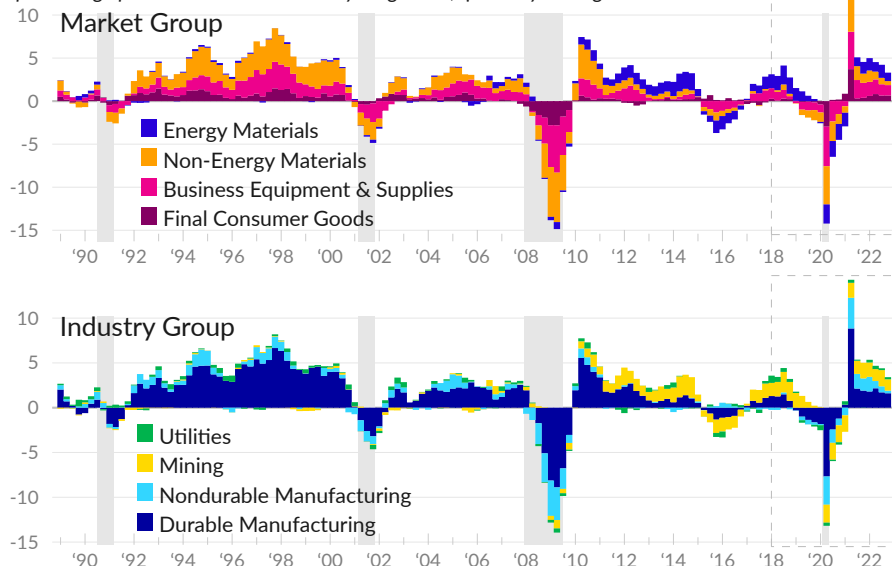 10
Market Group
5
0
Energy Materials
-5
Non-Energy Materials
-10
Business Equipment & Supplies
Final Consumer Goods
-15
'90 '92 '94 '96 '98 '00 '02 '04 '06 '08 '10 '12 '14 '16 '18 '20 '22
10
Industry Group
5
0
Utilities
-5
Mining
Nondurable Manufacturing
-10
Durable Manufacturing
-15
'90 '92 '94 '96 '98 '00 '02 '04 '06 '08 '10 '12 '14 '16 '18 '20 '22